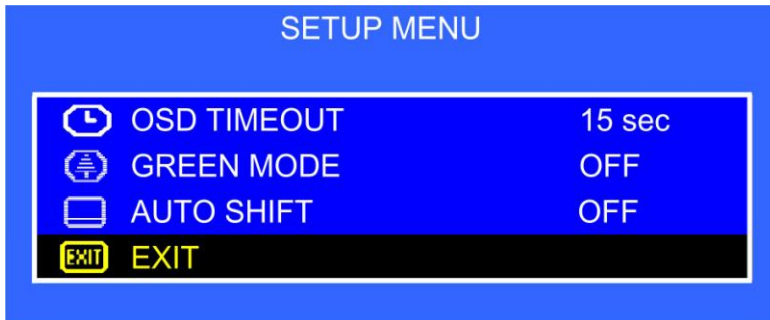 SETUP MENU
OSD TIMEOUT 15 sec
GREEN MODE OFF
AUTO SHIFT OFF
EXIT EXIT